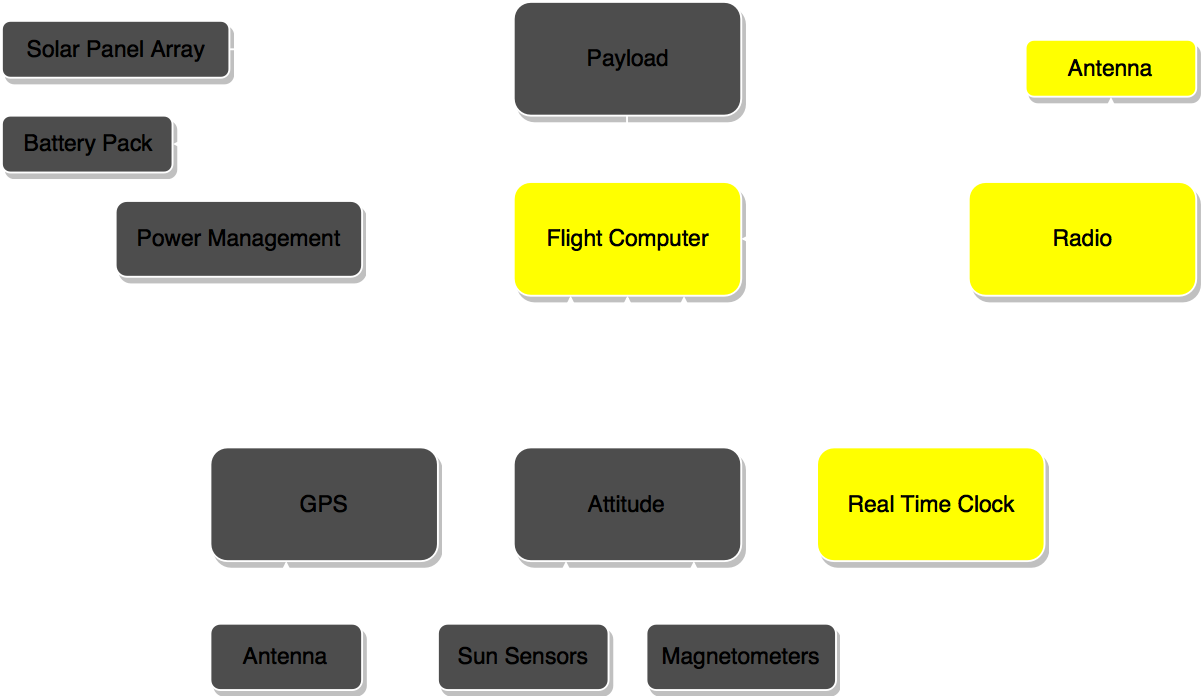 Solar Panel Array
Payload
Antenna
Battery Pack
Power Management
Flight Computer
Radio
GPS
Attitude
Real Time Clock
Antenna
Sun Sensors
Magnetometers